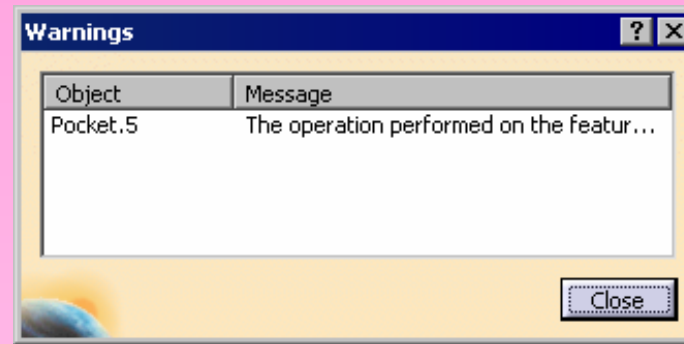 Warnings
Object Message
Pocket.5 The operation performed on the featur...
Close